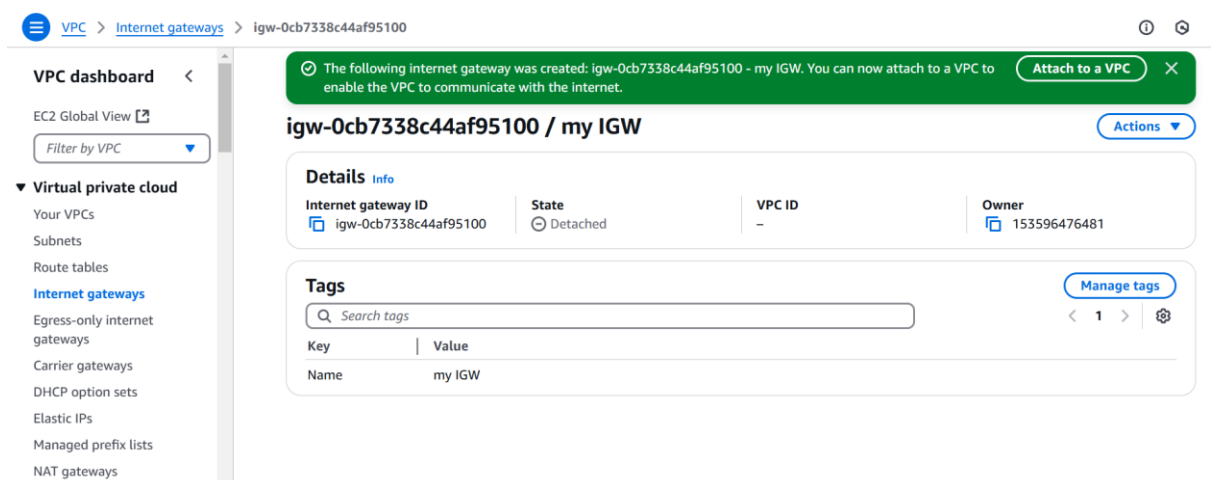 VPC > Internet gateways > igw-0cb7338c44af95100
VPC dashboard
EC2 Global View
Filter by VPC
Virtual private cloud
Your VPCs
Subnets
Route tables
Internet gateways
Egress-only internet
gateways
Carrier gateways
DHCP option sets
Elastic IPs
Managed prefix lists
NAT gateways
The following internet gateway was created: igw-0cb7338c44af95100 - my IGW. You can now attach to a VPC to
enable the VPC to communicate with the internet.
Attach to a VPC
igw-0cb7338c44af95100 / my IGW
Actions
Details Info
Internet gateway ID
igw-0cb7338c44af95100
State
Detached
VPC ID
–
Owner
153596476481
Tags
Manage tags
Search tags
< 1 >
Key Value
Name my IGW